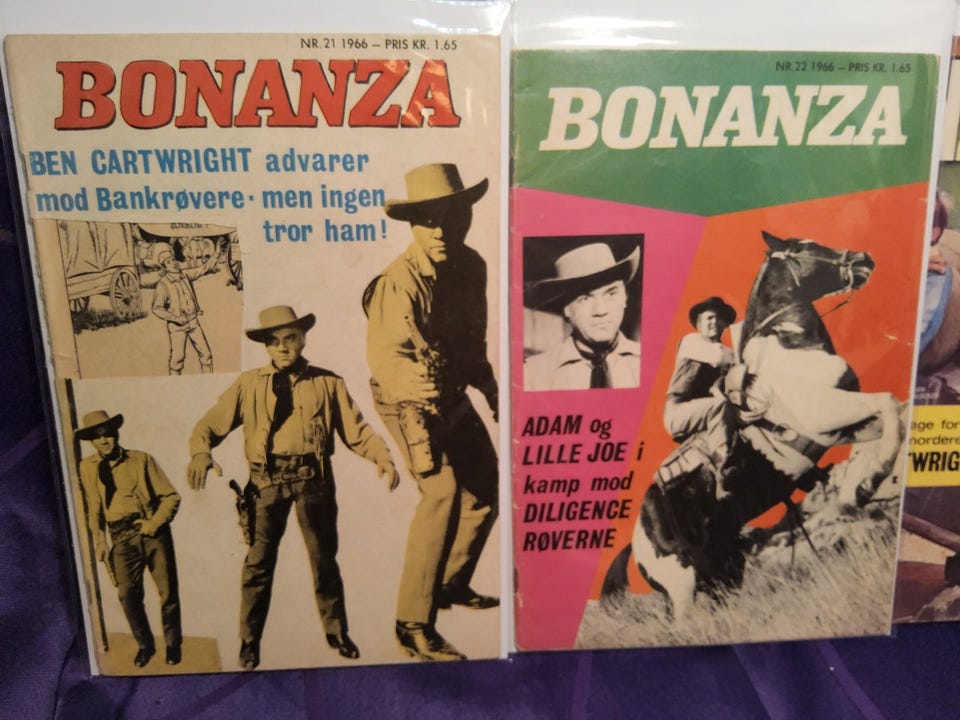 NR. 21 1966 – PRIS KR. 1.65
BONANZA
BEN CARTWRIGHT advarer
mod Bankrøvere · men ingen
tror ham!
NR. 22 1966 – PRIS KR. 1.65
BONANZA
ADAM og
LILLE JOE i
kamp mod
DILIGENCE
RØVERNE
for